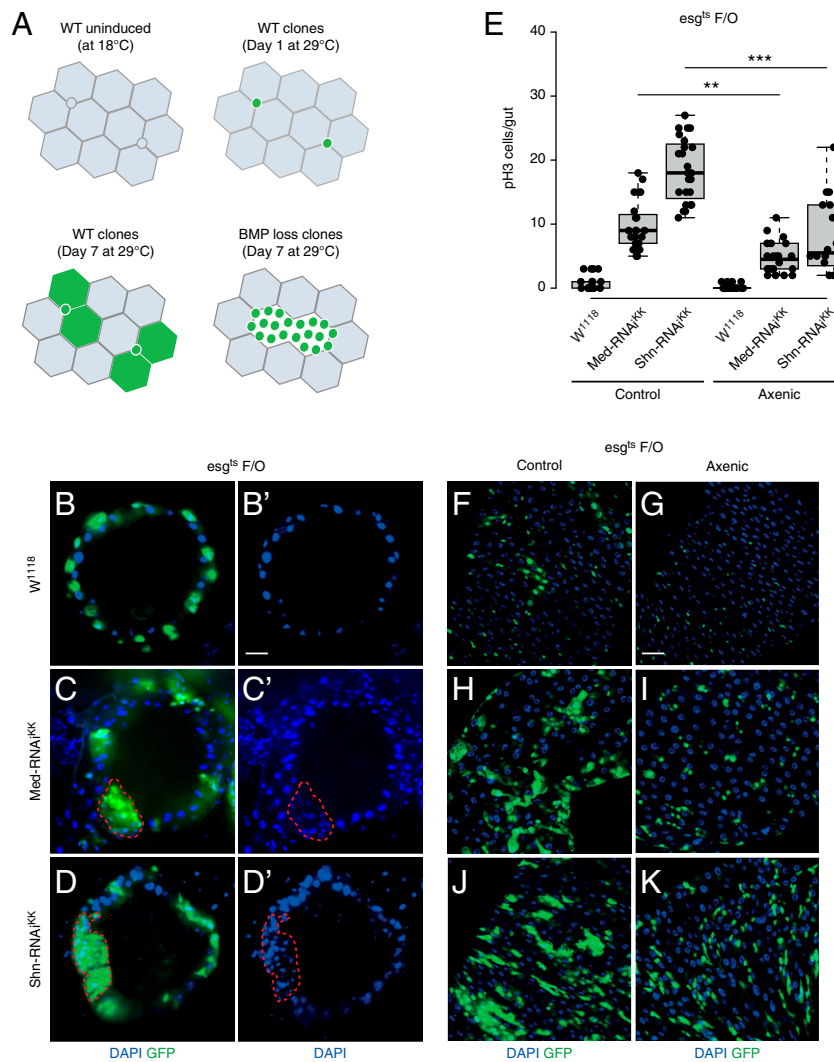 A
WT uninduced
(at 18°C)
WT clones
(Day 1 at 29°C)
WT clones
(Day 7 at 29°C)
BMP loss clones
(Day 7 at 29°C)
E
esg^ts F/O
***
**
pH3 cells/gut
40
30
20
10
0
W^1118
Med-RNAi^KK
Shn-RNAi^KK
W^1118
Med-RNAi^KK
Shn-RNAi^KK
Control
Axenic
esg^ts F/O
B
B'
W^1118
C
C'
Med-RNAi^KK
D
D'
Shn-RNAi^KK
DAPI GFP
DAPI
esg^ts F/O
Control
Axenic
F
G
H
I
J
K
DAPI GFP